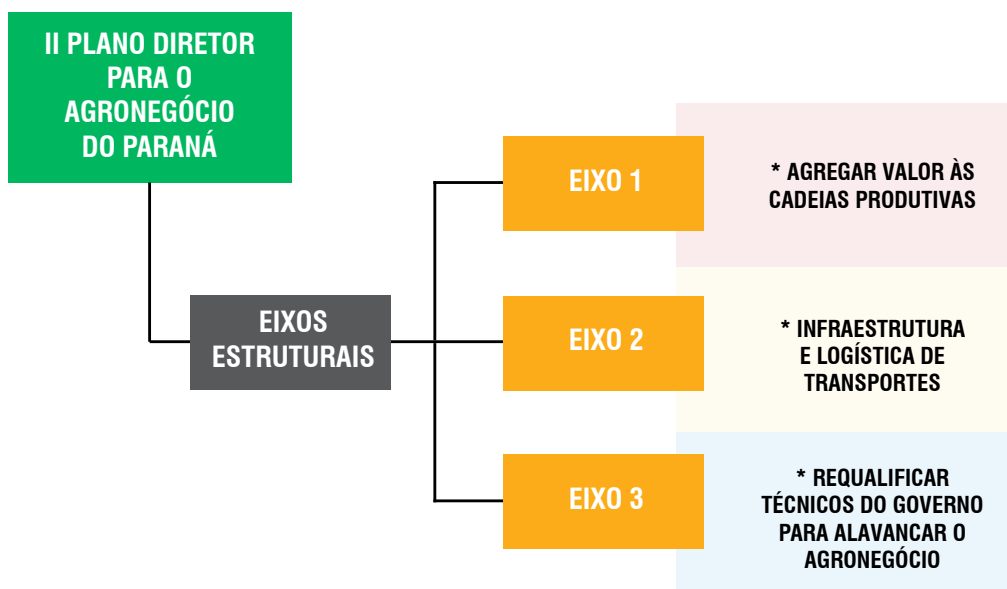 II PLANO DIRETOR
PARA O
AGRONEGÓCIO
DO PARANÁ
EIXOS
ESTRUTURAIS
EIXO 1
* AGREGAR VALOR ÀS
CADEIAS PRODUTIVAS
EIXO 2
* INFRAESTRUTURA
E LOGÍSTICA DE
TRANSPORTES
EIXO 3
* REQUALIFICAR
TÉCNICOS DO GOVERNO
PARA ALAVANCAR O
AGRONEGÓCIO